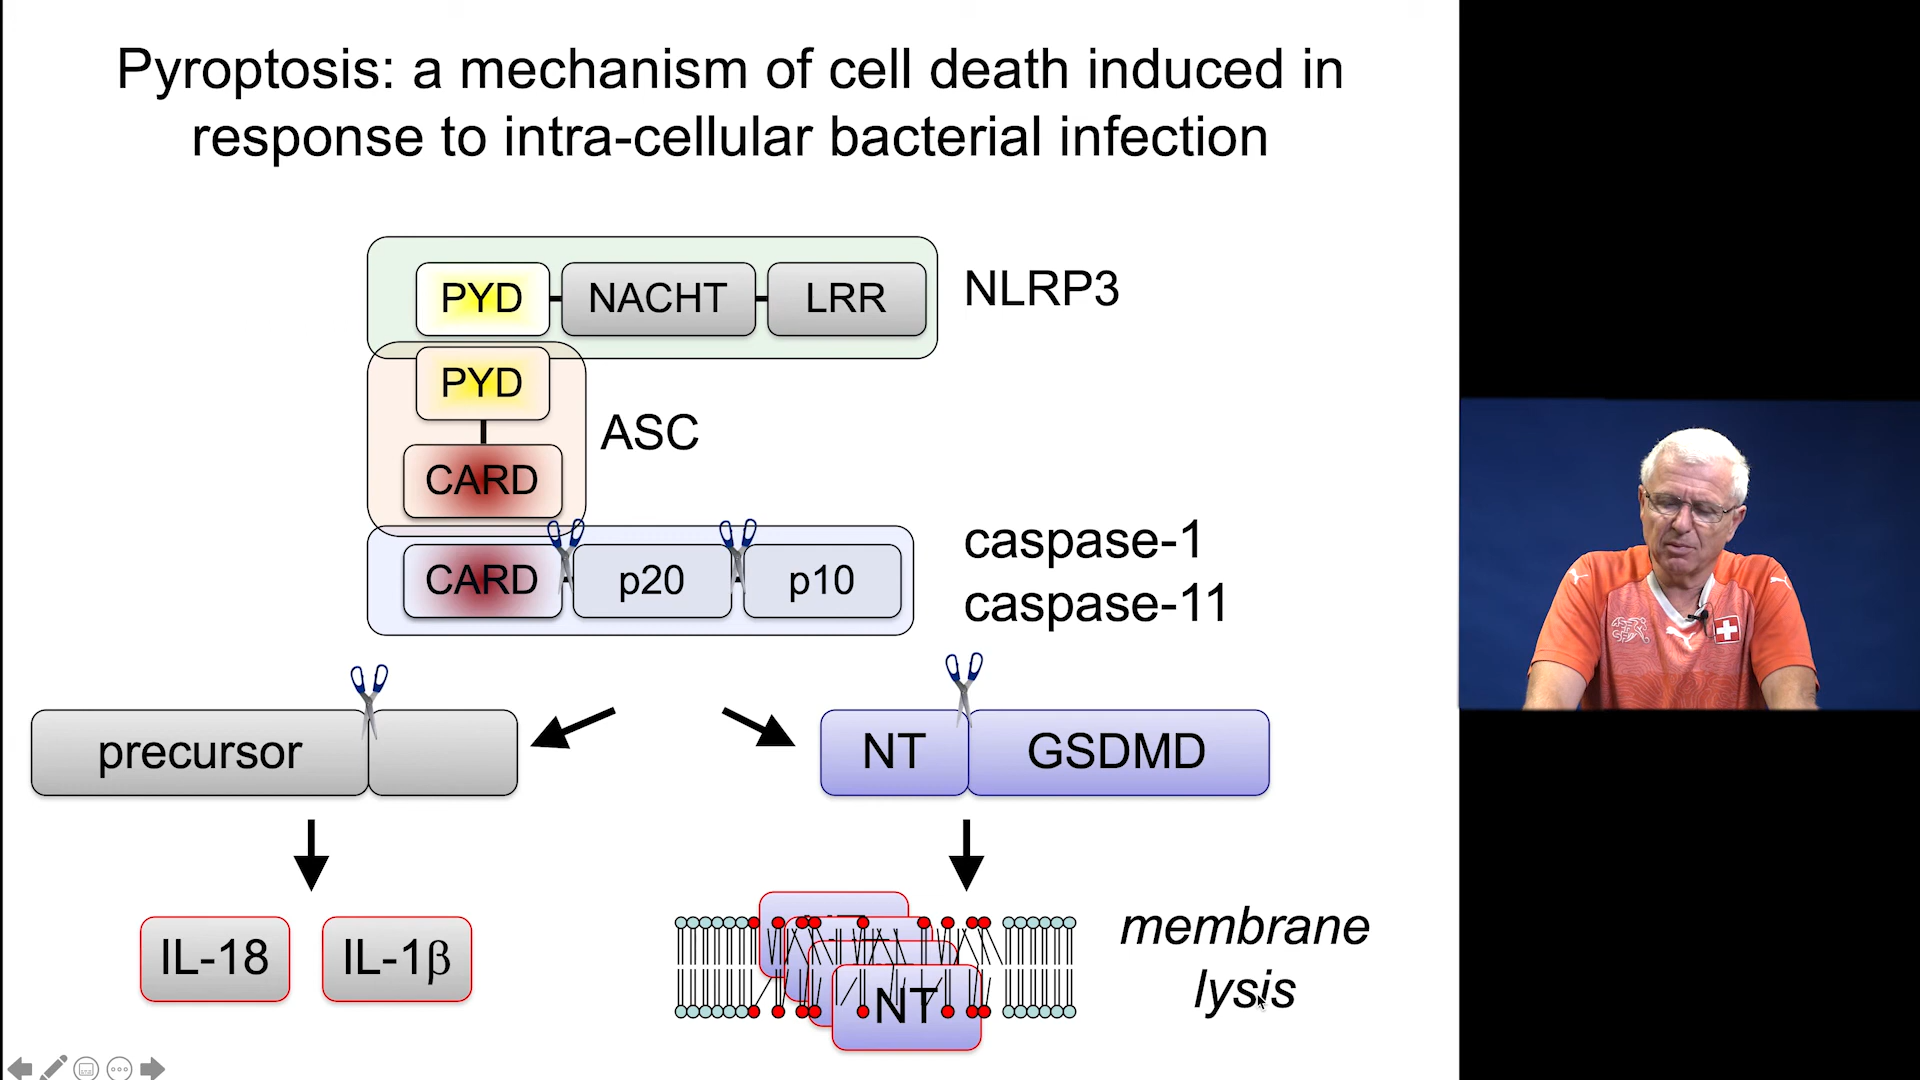 Pyroptosis: a mechanism of cell death induced in
response to intra-cellular bacterial infection
PYD
NACHT
LRR
NLRP3
PYD
ASC
CARD
CARD
p20
p10
caspase-1
caspase-11
precursor
NT
GSDMD
IL-18
IL-1β
NT
membrane
lysis